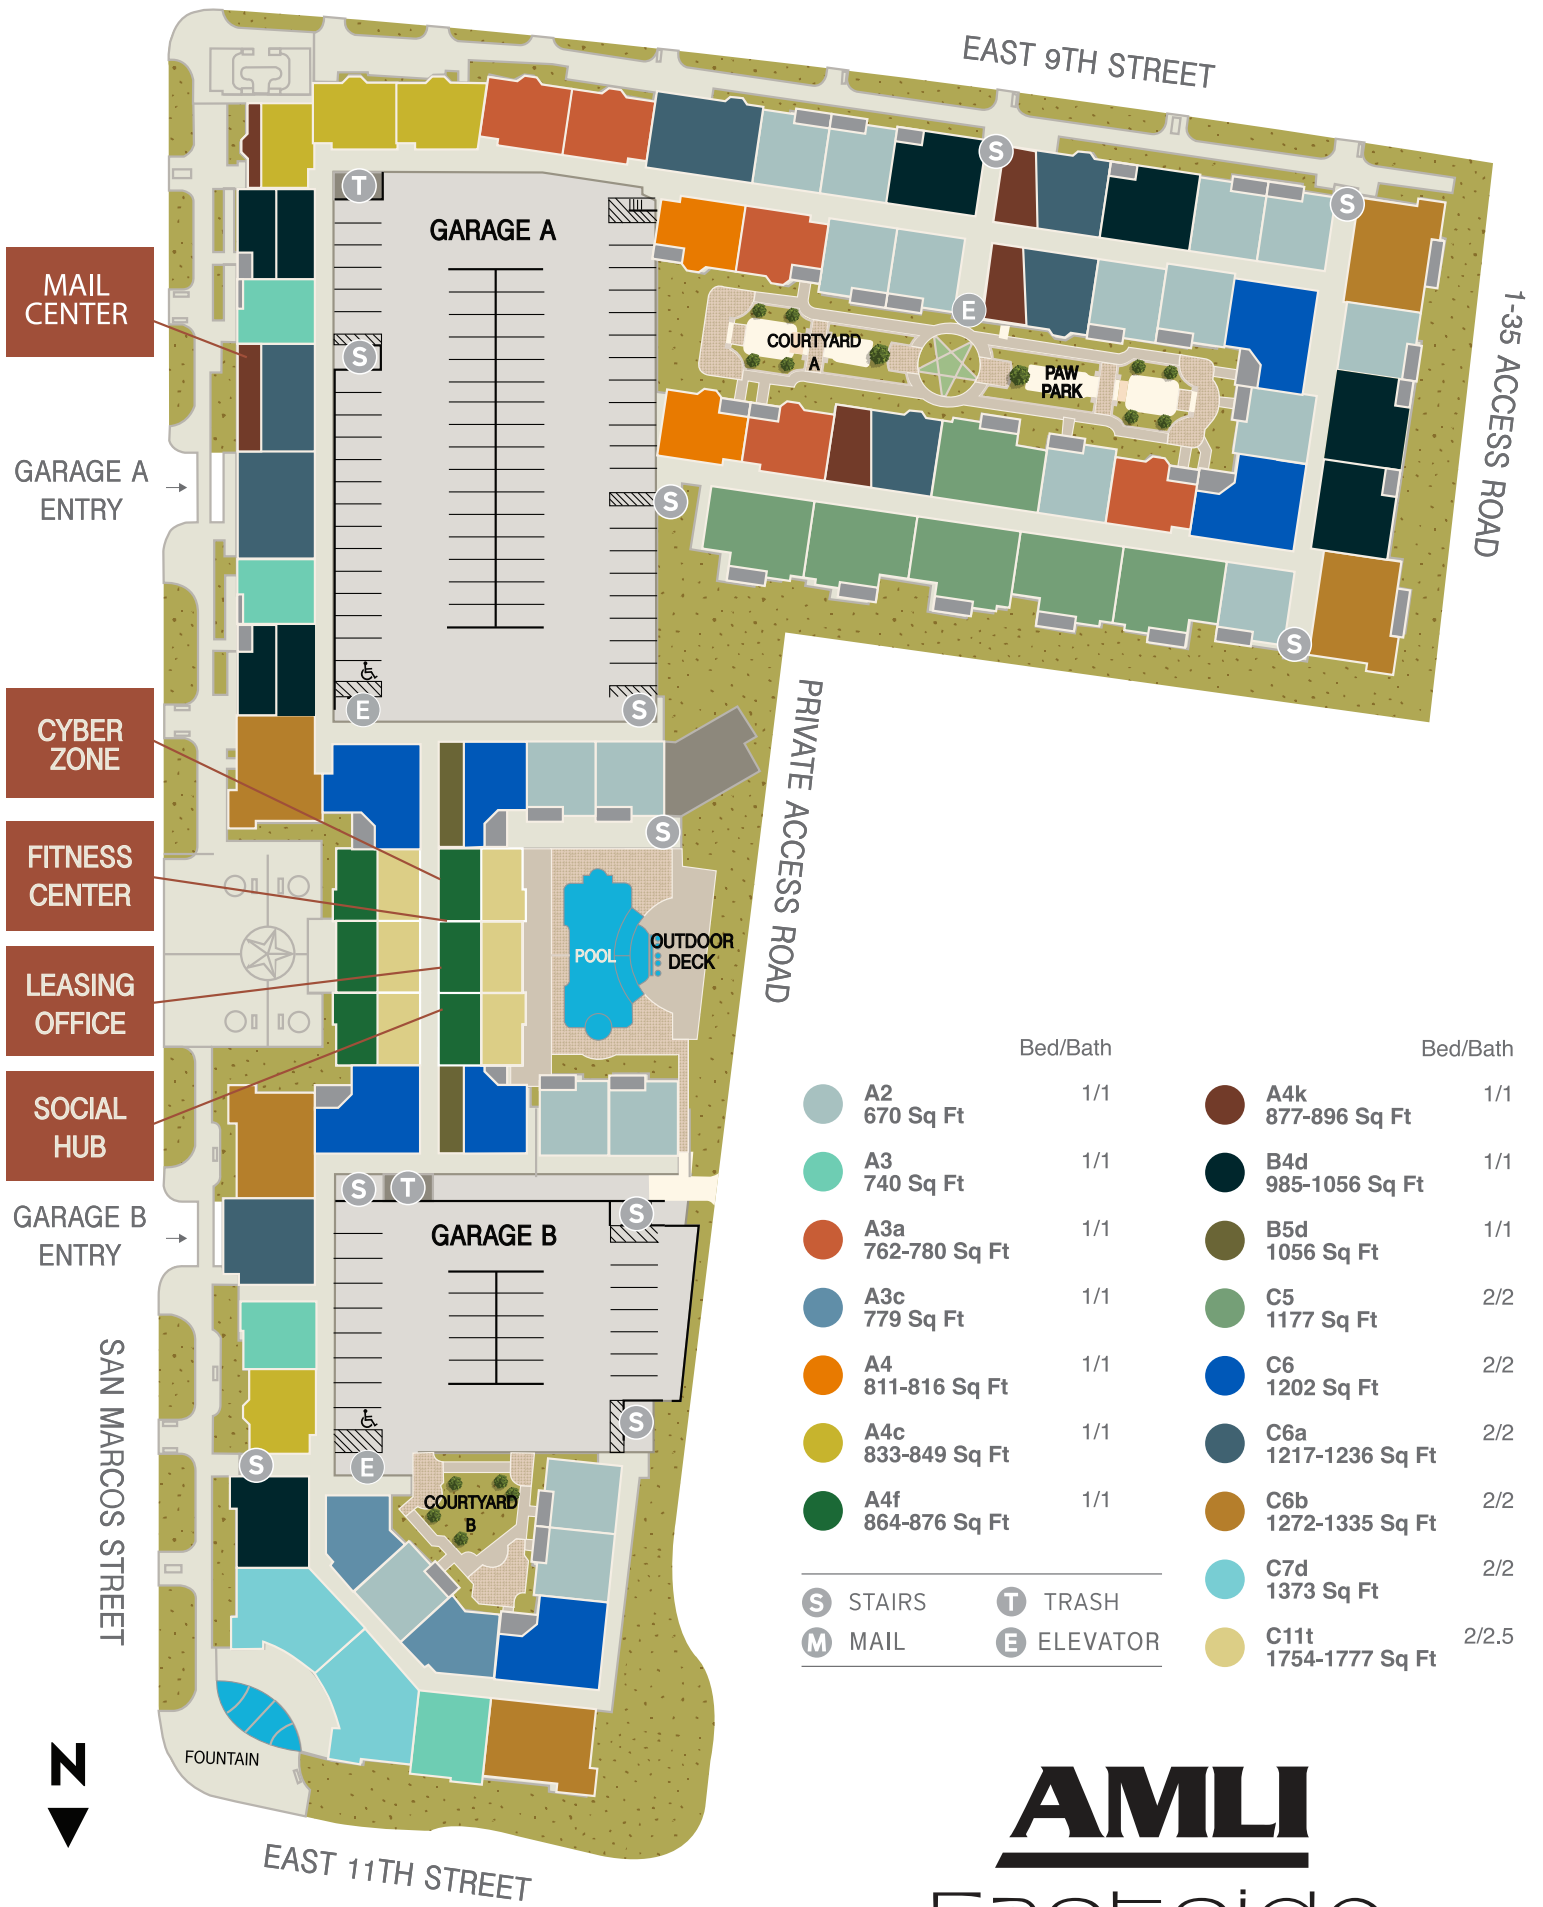 EAST 9TH STREET
T
GARAGE A
S
S
MAIL
CENTER
S
E
COURTYARD
A
PAW
PARK
1-35 ACCESS ROAD
GARAGE A
ENTRY
S
S
E
S
CYBER
ZONE
PRIVATE ACCESS ROAD
S
FITNESS
CENTER
POOL
OUTDOOR
DECK
LEASING
OFFICE
SOCIAL
HUB
S
T
GARAGE B
ENTRY
GARAGE B
S
SAN MARCOS STREET
S
S
E
COURTYARD
B
FOUNTAIN
N
EAST 11TH STREET
Bed/Bath
A2 1/1
670 Sq Ft
A3 1/1
740 Sq Ft
A3a 1/1
762-780 Sq Ft
A3c 1/1
779 Sq Ft
A4 1/1
811-816 Sq Ft
A4c 1/1
833-849 Sq Ft
A4f 1/1
864-876 Sq Ft
Bed/Bath
A4k 1/1
877-896 Sq Ft
B4d 1/1
985-1056 Sq Ft
B5d 1/1
1056 Sq Ft
C5 2/2
1177 Sq Ft
C6 2/2
1202 Sq Ft
C6a 2/2
1217-1236 Sq Ft
C6b 2/2
1272-1335 Sq Ft
C7d 2/2
1373 Sq Ft
C11t 2/2.5
1754-1777 Sq Ft
S STAIRS T TRASH
M MAIL E ELEVATOR
AMLI